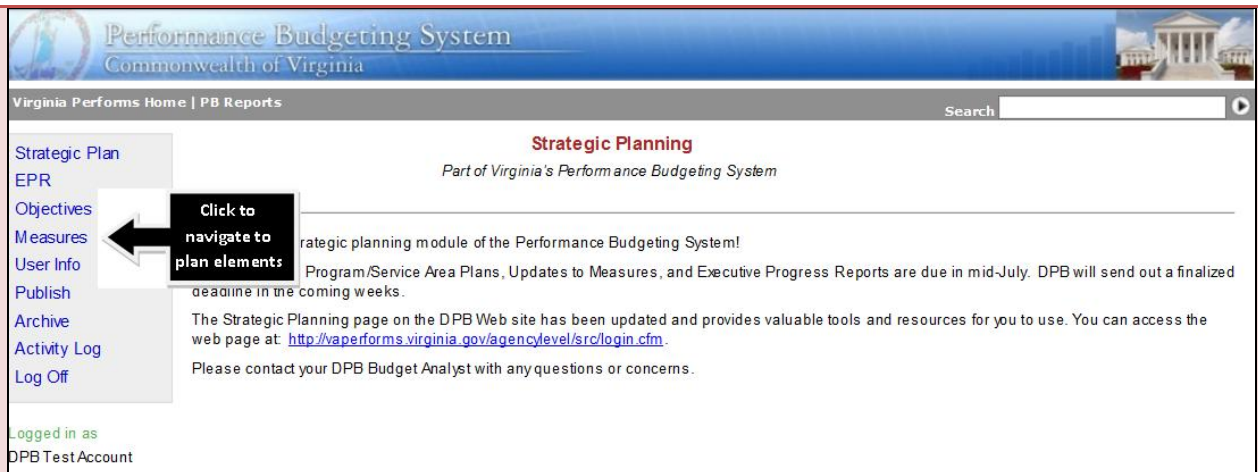 Performance Budgeting System
Commonwealth of Virginia
Virginia Performs Home | PB Reports
Search
Strategic Plan
EPR
Objectives
Measures
User Info
Publish
Archive
Activity Log
Log Off
Logged in as
DPB Test Account
Click to
navigate to
plan elements
Strategic Planning
Part of Virginia's Performance Budgeting System
rategic planning module of the Performance Budgeting System!
Program/Service Area Plans, Updates to Measures, and Executive Progress Reports are due in mid-July. DPB will send out a finalized
deadline in the coming weeks.
The Strategic Planning page on the DPB Web site has been updated and provides valuable tools and resources for you to use. You can access the
web page at: http://vaperforms.virginia.gov/agencylevel/src/login.cfm.
Please contact your DPB Budget Analyst with any questions or concerns.